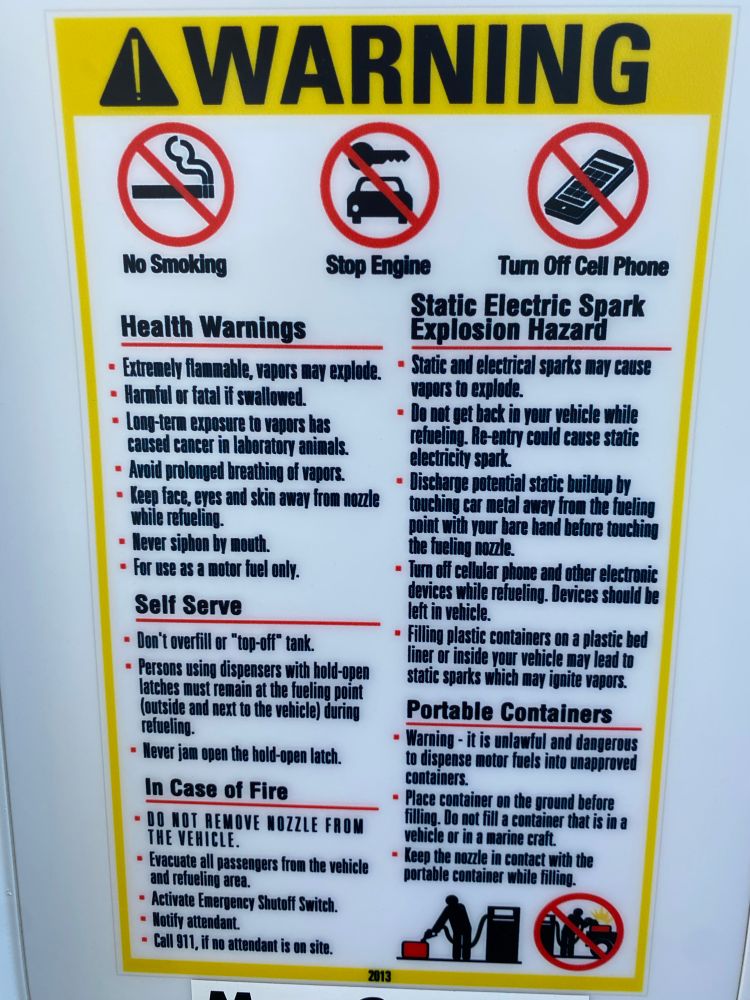 WARNING
No Smoking
Stop Engine
Turn Off Cell Phone
Health Warnings
Extremely flammable, vapors may explode.
Harmful or fatal if swallowed.
Long-term exposure to vapors has
caused cancer in laboratory animals.
Avoid prolonged breathing of vapors.
Keep face, eyes and skin away from nozzle
while refueling.
Never siphon by mouth.
For use as a motor fuel only.
Self Serve
Don't overfill or "top-off" tank.
Persons using dispensers with hold-open
latches must remain at the fueling point
(outside and next to the vehicle) during
refueling.
Never jam open the hold-open latch.
In Case of Fire
DO NOT REMOVE NOZZLE FROM
THE VEHICLE.
Evacuate all passengers from the vehicle
and refueling area.
Activate Emergency Shutoff Switch.
Notify attendant.
Call 911, if no attendant is on site.
Static Electric Spark
Explosion Hazard
Static and electrical sparks may cause
vapors to explode.
Do not get back in your vehicle while
refueling. Re-entry could cause static
electricity spark.
Discharge potential static buildup by
touching car metal away from the fueling
point with your bare hand before touching
the fueling nozzle.
Turn off cellular phone and other electronic
devices while refueling. Devices should be
left in vehicle.
Filling plastic containers on a plastic bed
liner or inside your vehicle may lead to
static sparks which may ignite vapors.
Portable Containers
Warning - it is unlawful and dangerous
to dispense motor fuels into unapproved
containers.
Place container on the ground before
filling. Do not fill a container that is in a
vehicle or in a marine craft.
Keep the nozzle in contact with the
portable container while filling.
2013